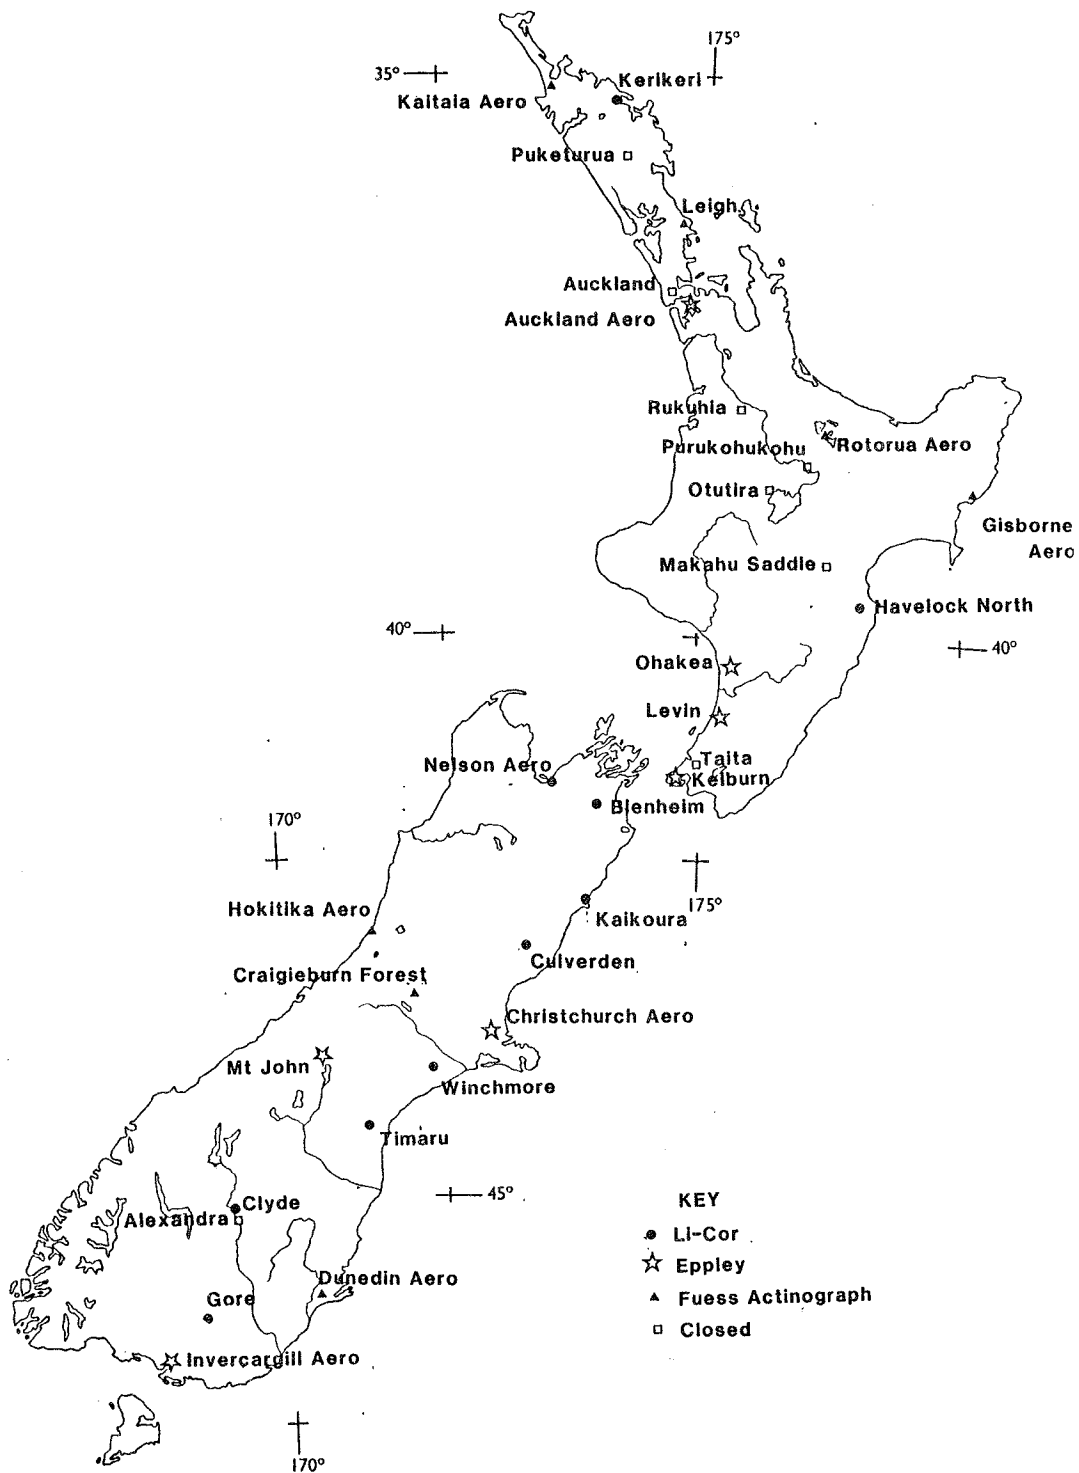 175°
35°
Kerikeri
Kaitaia Aero
Puketurua
Leigh
Auckland
Auckland Aero
Rukuhia
Purukohukohu
Rotorua Aero
Otutira
Gisborne
Aero
Makahu Saddle
Havelock North
40°
40°
Ohakea
Levin
Taita
Nelson Aero
Kelburn
Blenheim
170°
175°
Hokitika Aero
Kaikoura
Culverden
Craigieburn Forest
Christchurch Aero
Mt John
Winchmore
Timaru
45°
KEY
Clyde
Alexandra
Li-Cor
Eppley
Dunedin Aero
Fuess Actinograph
Gore
Closed
Invercargill Aero
170°